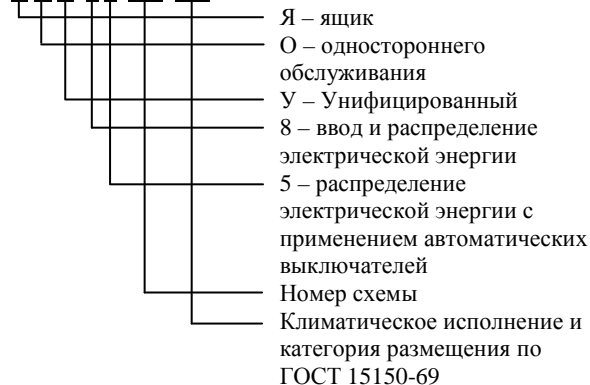 Я – ящик
О – одностороннего
обслуживания
У – Унифицированный
8 – ввод и распределение
электрической энергии
5 – распределение
электрической энергии с
применением автоматических
выключателей
Номер схемы
Климатическое исполнение и
категория размещения по
ГОСТ 15150-69